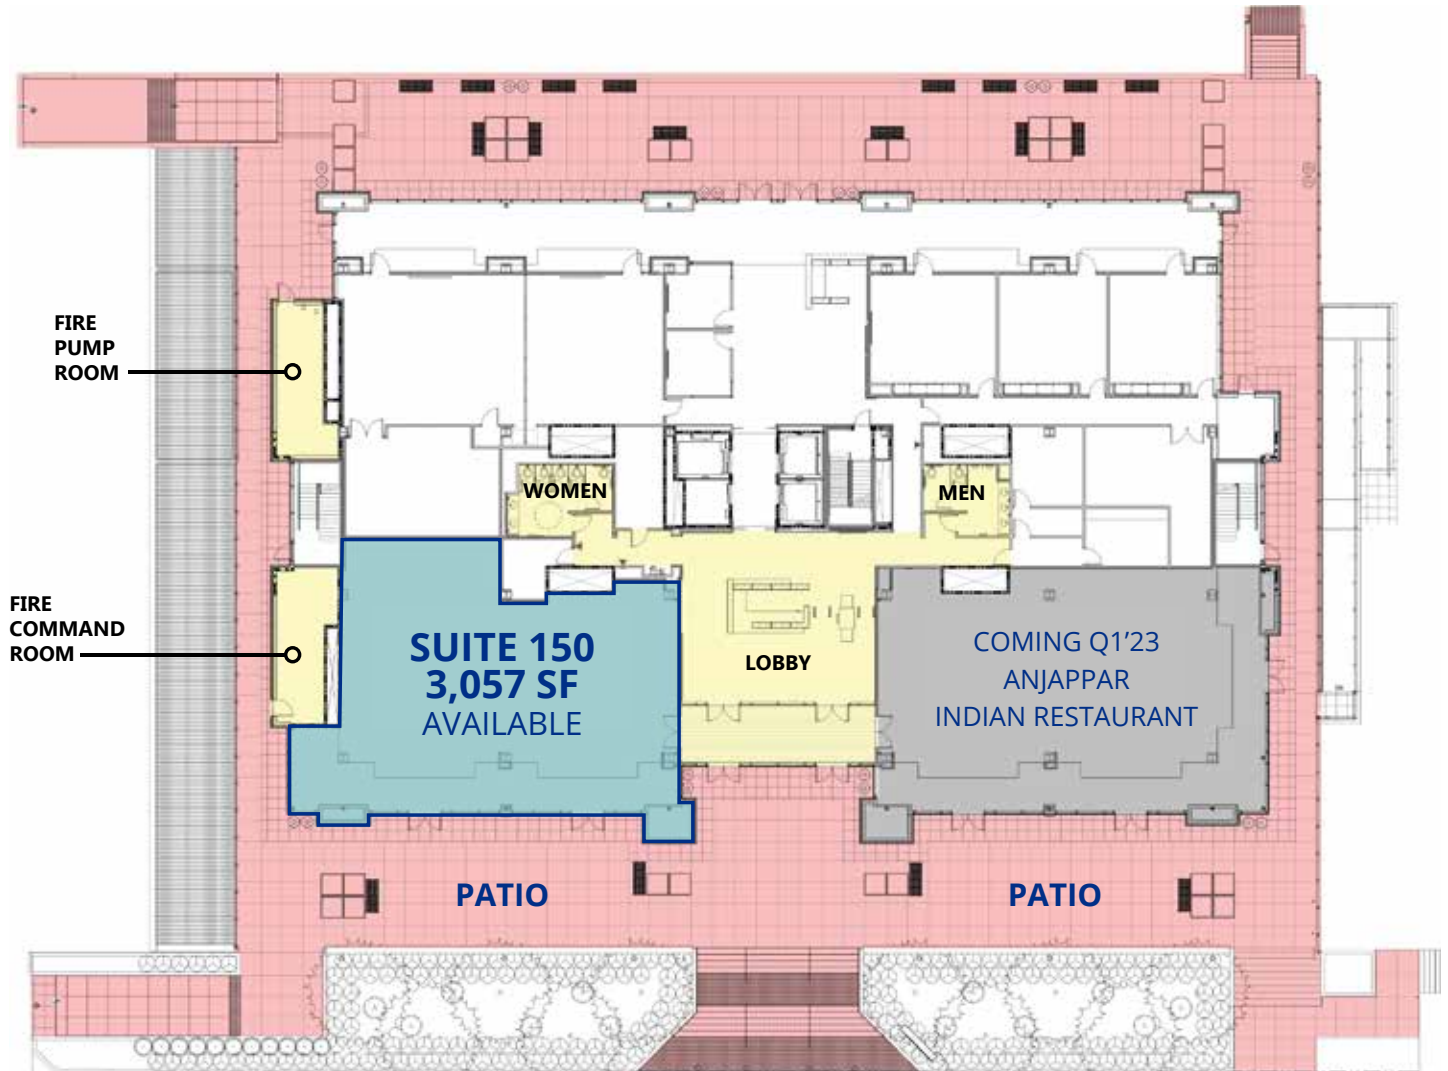 FIRE
PUMP
ROOM
WOMEN
MEN
FIRE
COMMAND
ROOM
SUITE 150
3,057 SF
AVAILABLE
LOBBY
COMING Q1'23
ANJAPPAR
INDIAN RESTAURANT
PATIO
PATIO